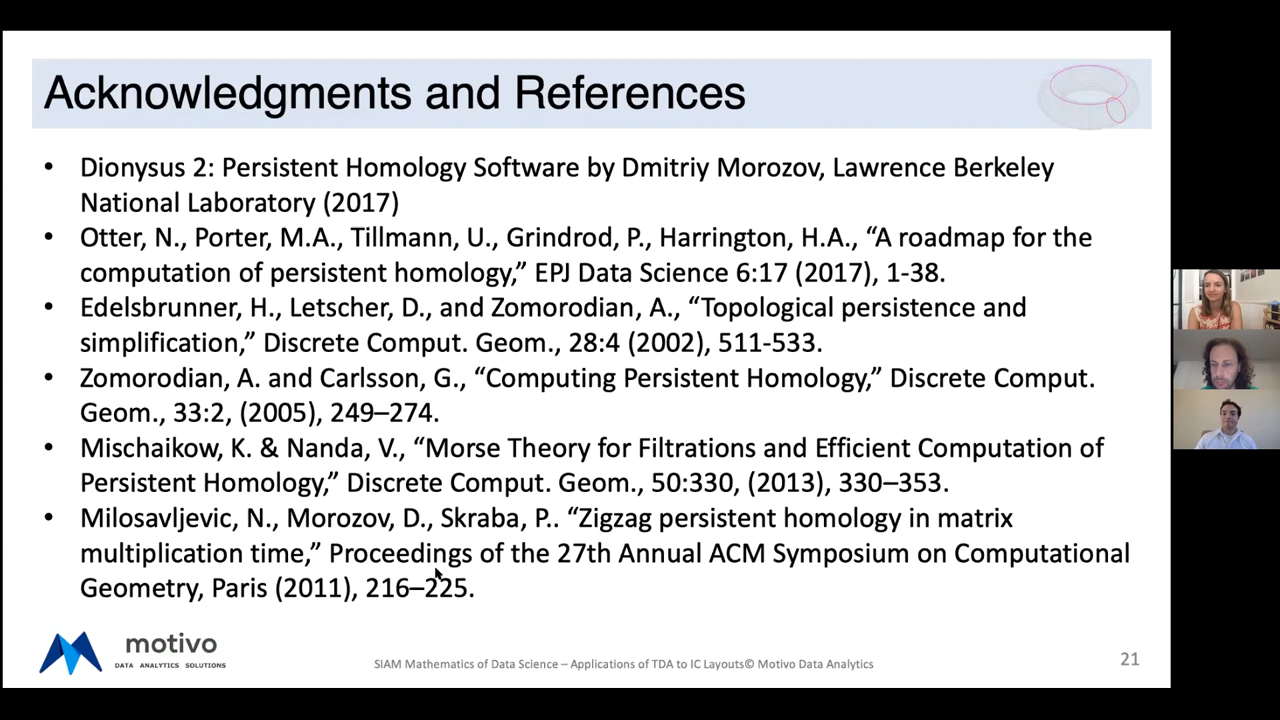 Acknowledgments and References
• Dionysus 2: Persistent Homology Software by Dmitriy Morozov, Lawrence Berkeley
National Laboratory (2017)
• Otter, N., Porter, M.A., Tillmann, U., Grindrod, P., Harrington, H.A., “A roadmap for the
computation of persistent homology,” EPJ Data Science 6:17 (2017), 1-38.
• Edelsbrunner, H., Letscher, D., and Zomorodian, A., “Topological persistence and
simplification,” Discrete Comput. Geom., 28:4 (2002), 511-533.
• Zomorodian, A. and Carlsson, G., “Computing Persistent Homology,” Discrete Comput.
Geom., 33:2, (2005), 249–274.
• Mischaikow, K. & Nanda, V., “Morse Theory for Filtrations and Efficient Computation of
Persistent Homology,” Discrete Comput. Geom., 50:330, (2013), 330–353.
• Milosavljevic, N., Morozov, D., Skraba, P.. “Zigzag persistent homology in matrix
multiplication time,” Proceedings of the 27th Annual ACM Symposium on Computational
Geometry, Paris (2011), 216–225.
motivo
DATA ANALYTICS SOLUTIONS
SIAM Mathematics of Data Science – Applications of TDA to IC Layouts© Motivo Data Analytics
21